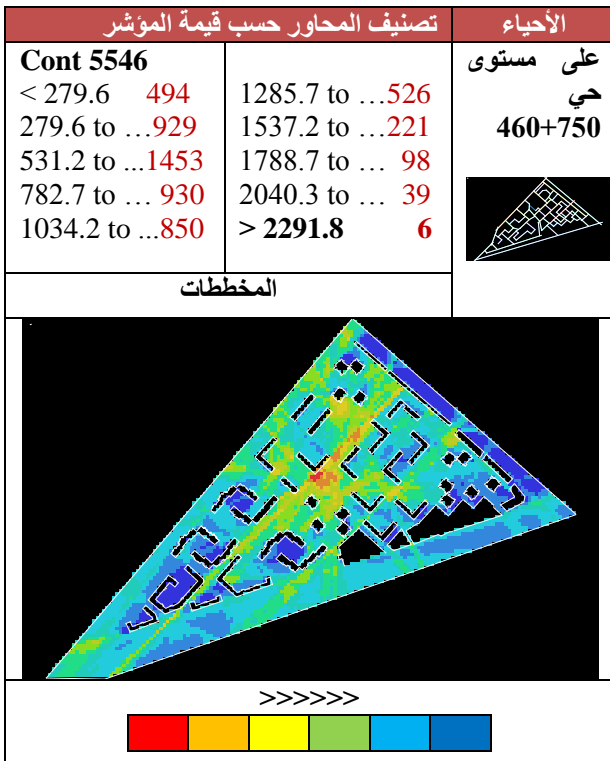 الأحياء
تصنيف المحاور حسب قيمة المؤشر
على مستوى
حي
460+750
Cont 5546
< 279.6 494
279.6 to …929
531.2 to ...1453
782.7 to … 930
1034.2 to ...850
1285.7 to …526
1537.2 to …221
1788.7 to … 98
2040.3 to … 39
> 2291.8 6
المخططات
>>>>>>